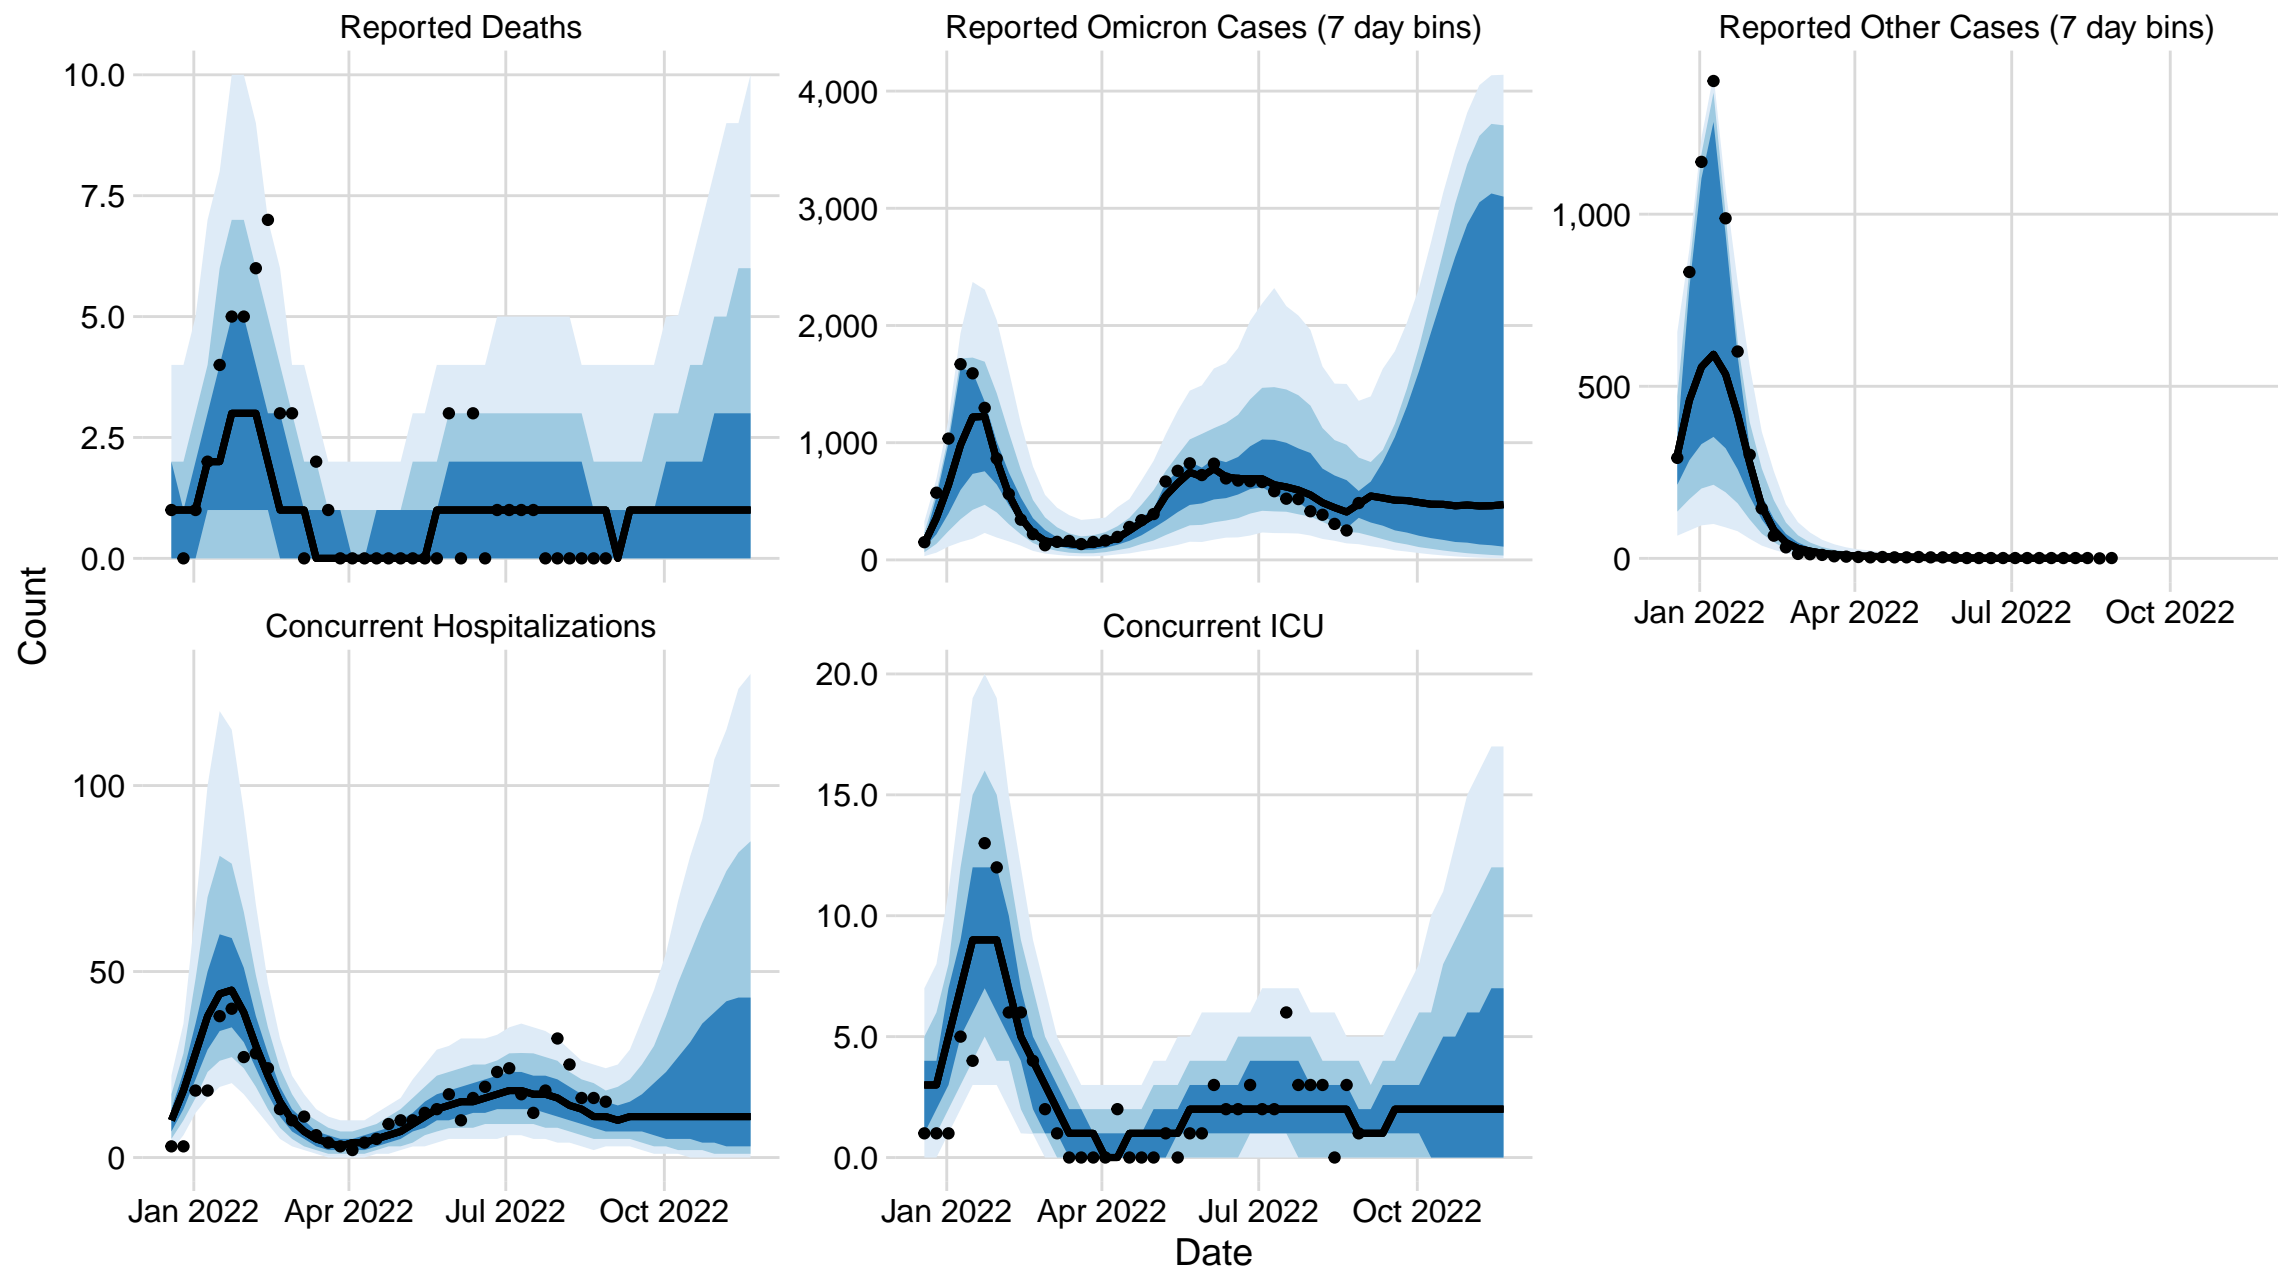 Reported Deaths
10.0
7.5
5.0
2.5
0.0
Reported Omicron Cases (7 day bins)
4,000
3,000
2,000
1,000
0
Reported Other Cases (7 day bins)
1,000
500
0
Jan 2022 Apr 2022 Jul 2022 Oct 2022
Count
Concurrent Hospitalizations
100
50
0
Jan 2022 Apr 2022 Jul 2022 Oct 2022
Concurrent ICU
20.0
15.0
10.0
5.0
0.0
Jan 2022 Apr 2022 Jul 2022 Oct 2022
Date